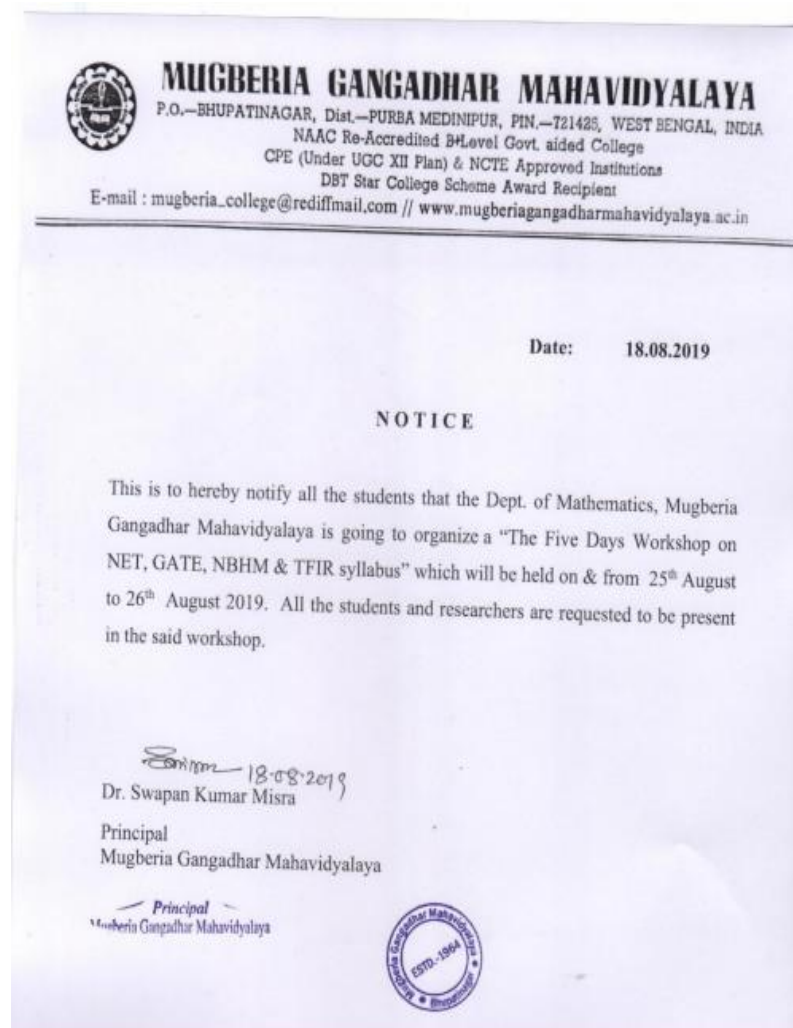 MUGBERIA GANGADHAR MAHAVIDYALAYA
P.O.—BHUPATINAGAR, Dist.—PURBA MEDINIPUR, PIN.—721425, WEST BENGAL, INDIA
NAAC Re-Accredited B+Level Govt. aided College
CPE (Under UGC XII Plan) & NCTE Approved Institutions
DBT Star College Scheme Award Recipient
E-mail : mugberia_college@rediffmail.com // www.mugberiagangadharmahavidyalaya.ac.in
Date: 18.08.2019
NOTICE
This is to hereby notify all the students that the Dept. of Mathematics, Mugberia
Gangadhar Mahavidyalaya is going to organize a “The Five Days Workshop on
NET, GATE, NBHM & TFIR syllabus” which will be held on & from 25th August
to 26th August 2019. All the students and researchers are requested to be present
in the said workshop.
18-08-2019
Dr. Swapan Kumar Misra
Principal
Mugberia Gangadhar Mahavidyalaya
Principal
Mugberia Gangadhar Mahavidyalaya
Mugberia Gangadhar Mahavidyalaya
ESTD.-1964
Bhupatinagar